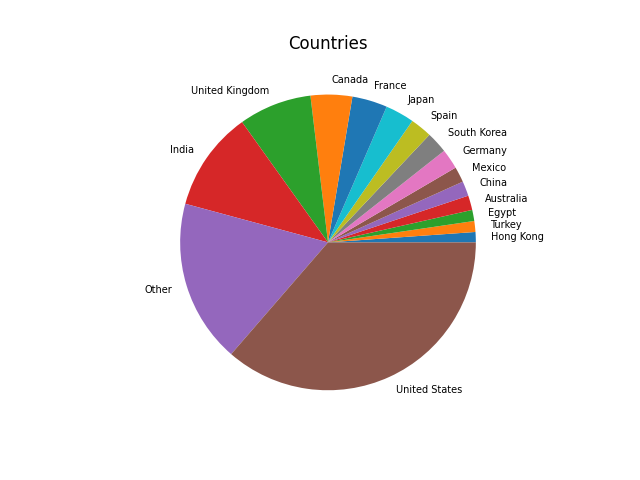 Countries
Canada
France
United Kingdom
Japan
Spain
South Korea
India
Germany
Mexico
China
Australia
Egypt
Turkey
Hong Kong
Other
United States